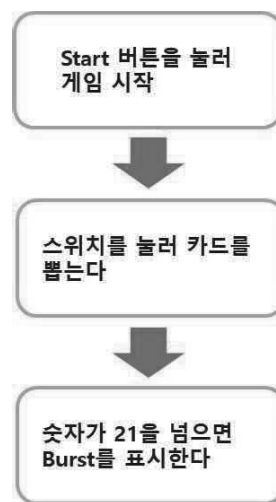 Start 버튼을 눌러
게임 시작
스위치를 눌러 카드를
뽑는다
숫자가 21을 넘으면
Burst를 표시한다